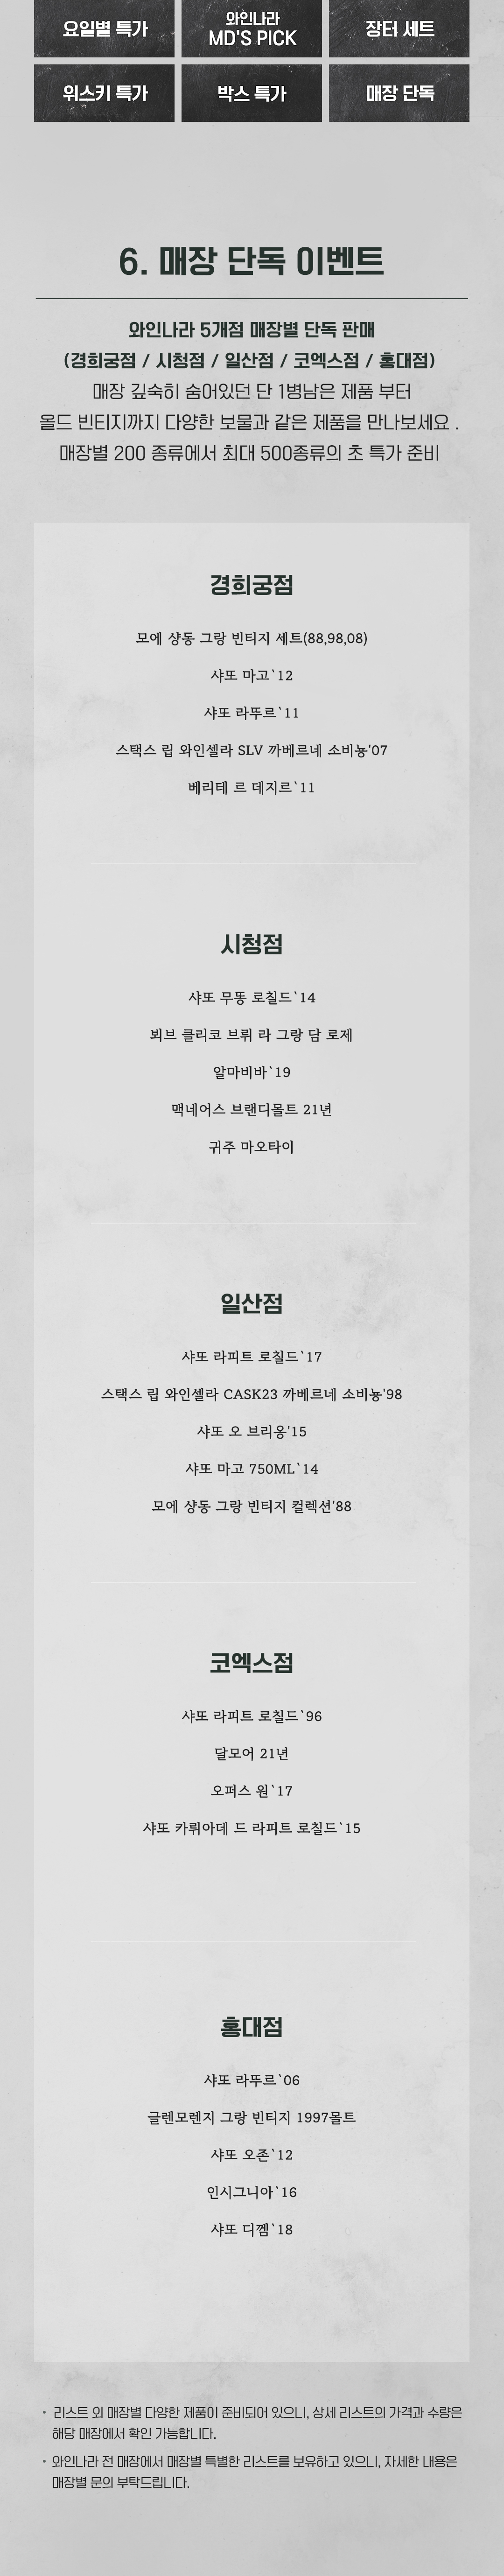 요일별 특가
와인나라
MD'S PICK
장터 세트
위스키 특가
박스 특가
매장 단독
6. 매장 단독 이벤트
와인나라 5개점 매장별 단독 판매
(경희궁점 / 시청점 / 일산점 / 코엑스점 / 홍대점)
매장 깊숙히 숨어있던 단 1병남은 제품 부터
올드 빈티지까지 다양한 보물과 같은 제품을 만나보세요 .
매장별 200 종류에서 최대 500종류의 초 특가 준비
경희궁점
모에 샹동 그랑 빈티지 세트(88,98,08)
샤또 마고`12
샤또 라뚜르`11
스택스 립 와인셀라 SLV 까베르네 소비뇽'07
베리테 르 데지르`11
시청점
샤또 무똥 로칠드`14
뵈브 클리코 브뤼 라 그랑 담 로제
알마비바`19
맥네어스 브랜디몰트 21년
귀주 마오타이
일산점
샤또 라피트 로칠드`17
스택스 립 와인셀라 CASK23 까베르네 소비뇽'98
샤또 오 브리옹'15
샤또 마고 750ML`14
모에 샹동 그랑 빈티지 컬렉션'88
코엑스점
샤또 라피트 로칠드`96
달모어 21년
오퍼스 원`17
샤또 카뤼아데 드 라피트 로칠드`15
홍대점
샤또 라뚜르`06
글렌모렌지 그랑 빈티지 1997몰트
샤또 오존`12
인시그니아`16
샤또 디껨`18
• 리스트 외 매장별 다양한 제품이 준비되어 있으니, 상세 리스트의 가격과 수량은
해당 매장에서 확인 가능합니다.
• 와인나라 전 매장에서 매장별 특별한 리스트를 보유하고 있으니, 자세한 내용은
매장별 문의 부탁드립니다.